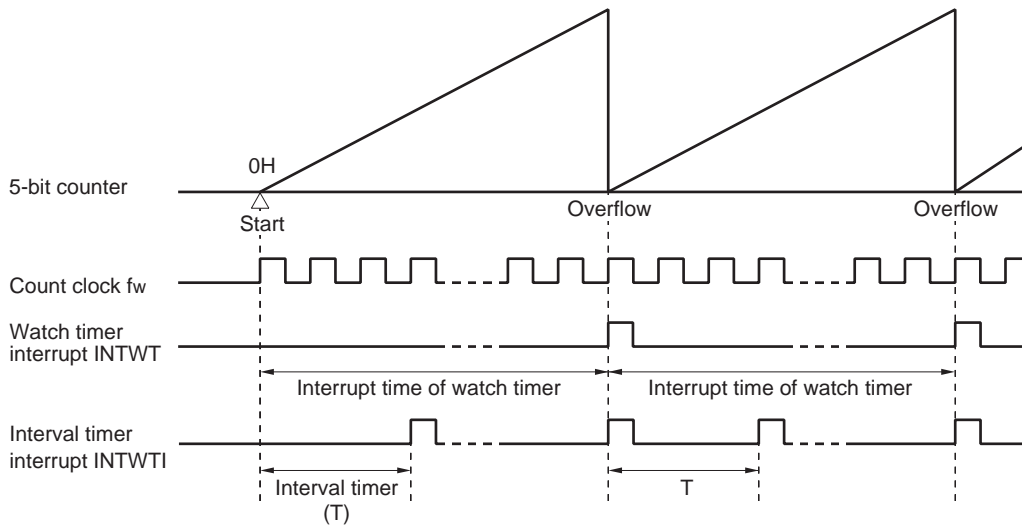 0H
5-bit counter
Start
Overflow
Overflow
Count clock fw
Watch timer
interrupt INTWT
Interrupt time of watch timer
Interrupt time of watch timer
Interval timer
interrupt INTWTI
Interval timer
(T)
T